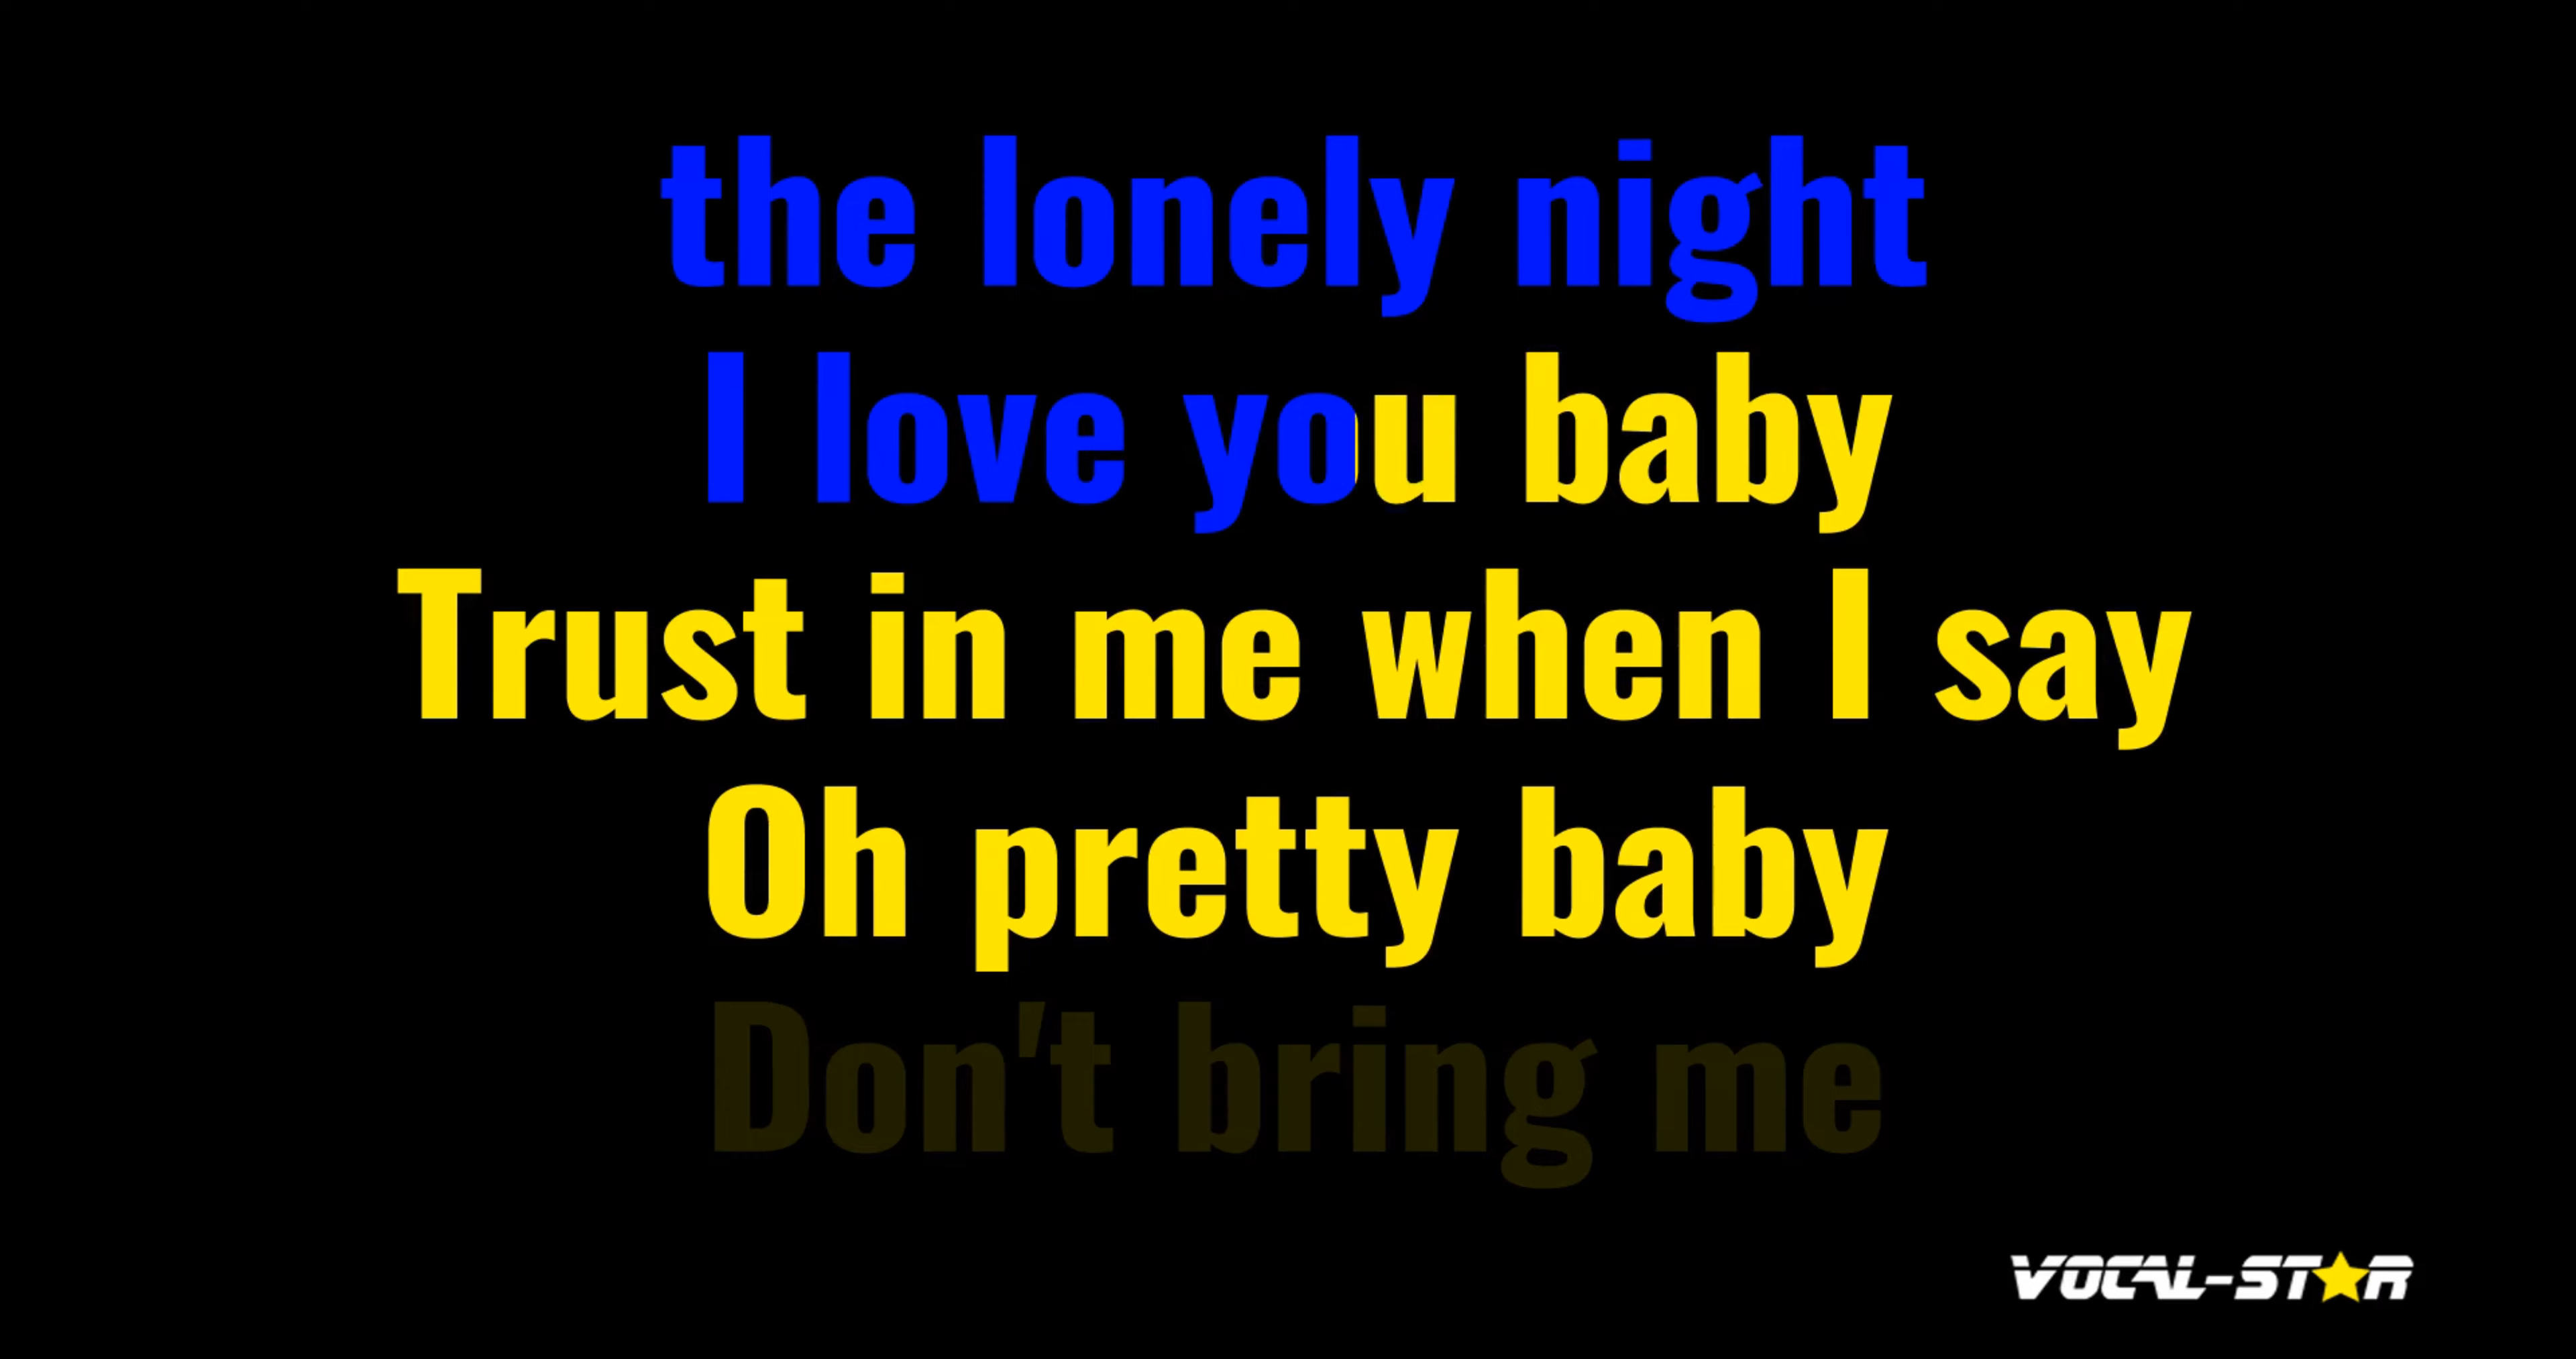 the lonely night
I love you baby
Trust in me when I say
Oh pretty baby
Don't bring me
VOCAL-STAR